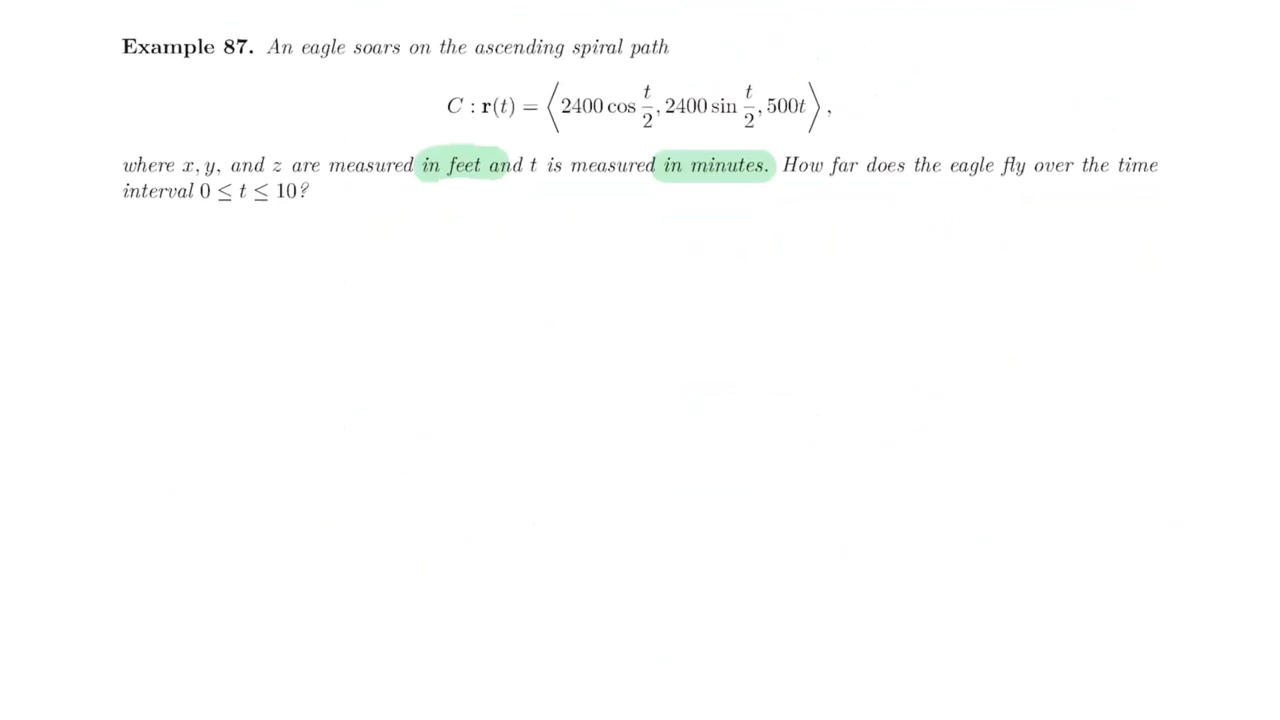 Example 87. An eagle soars on the ascending spiral path
C : r(t) = ⟨2400 cos t/2, 2400 sin t/2, 500t⟩,
where x, y, and z are measured in feet and t is measured in minutes. How far does the eagle fly over the time
interval 0 ≤ t ≤ 10?